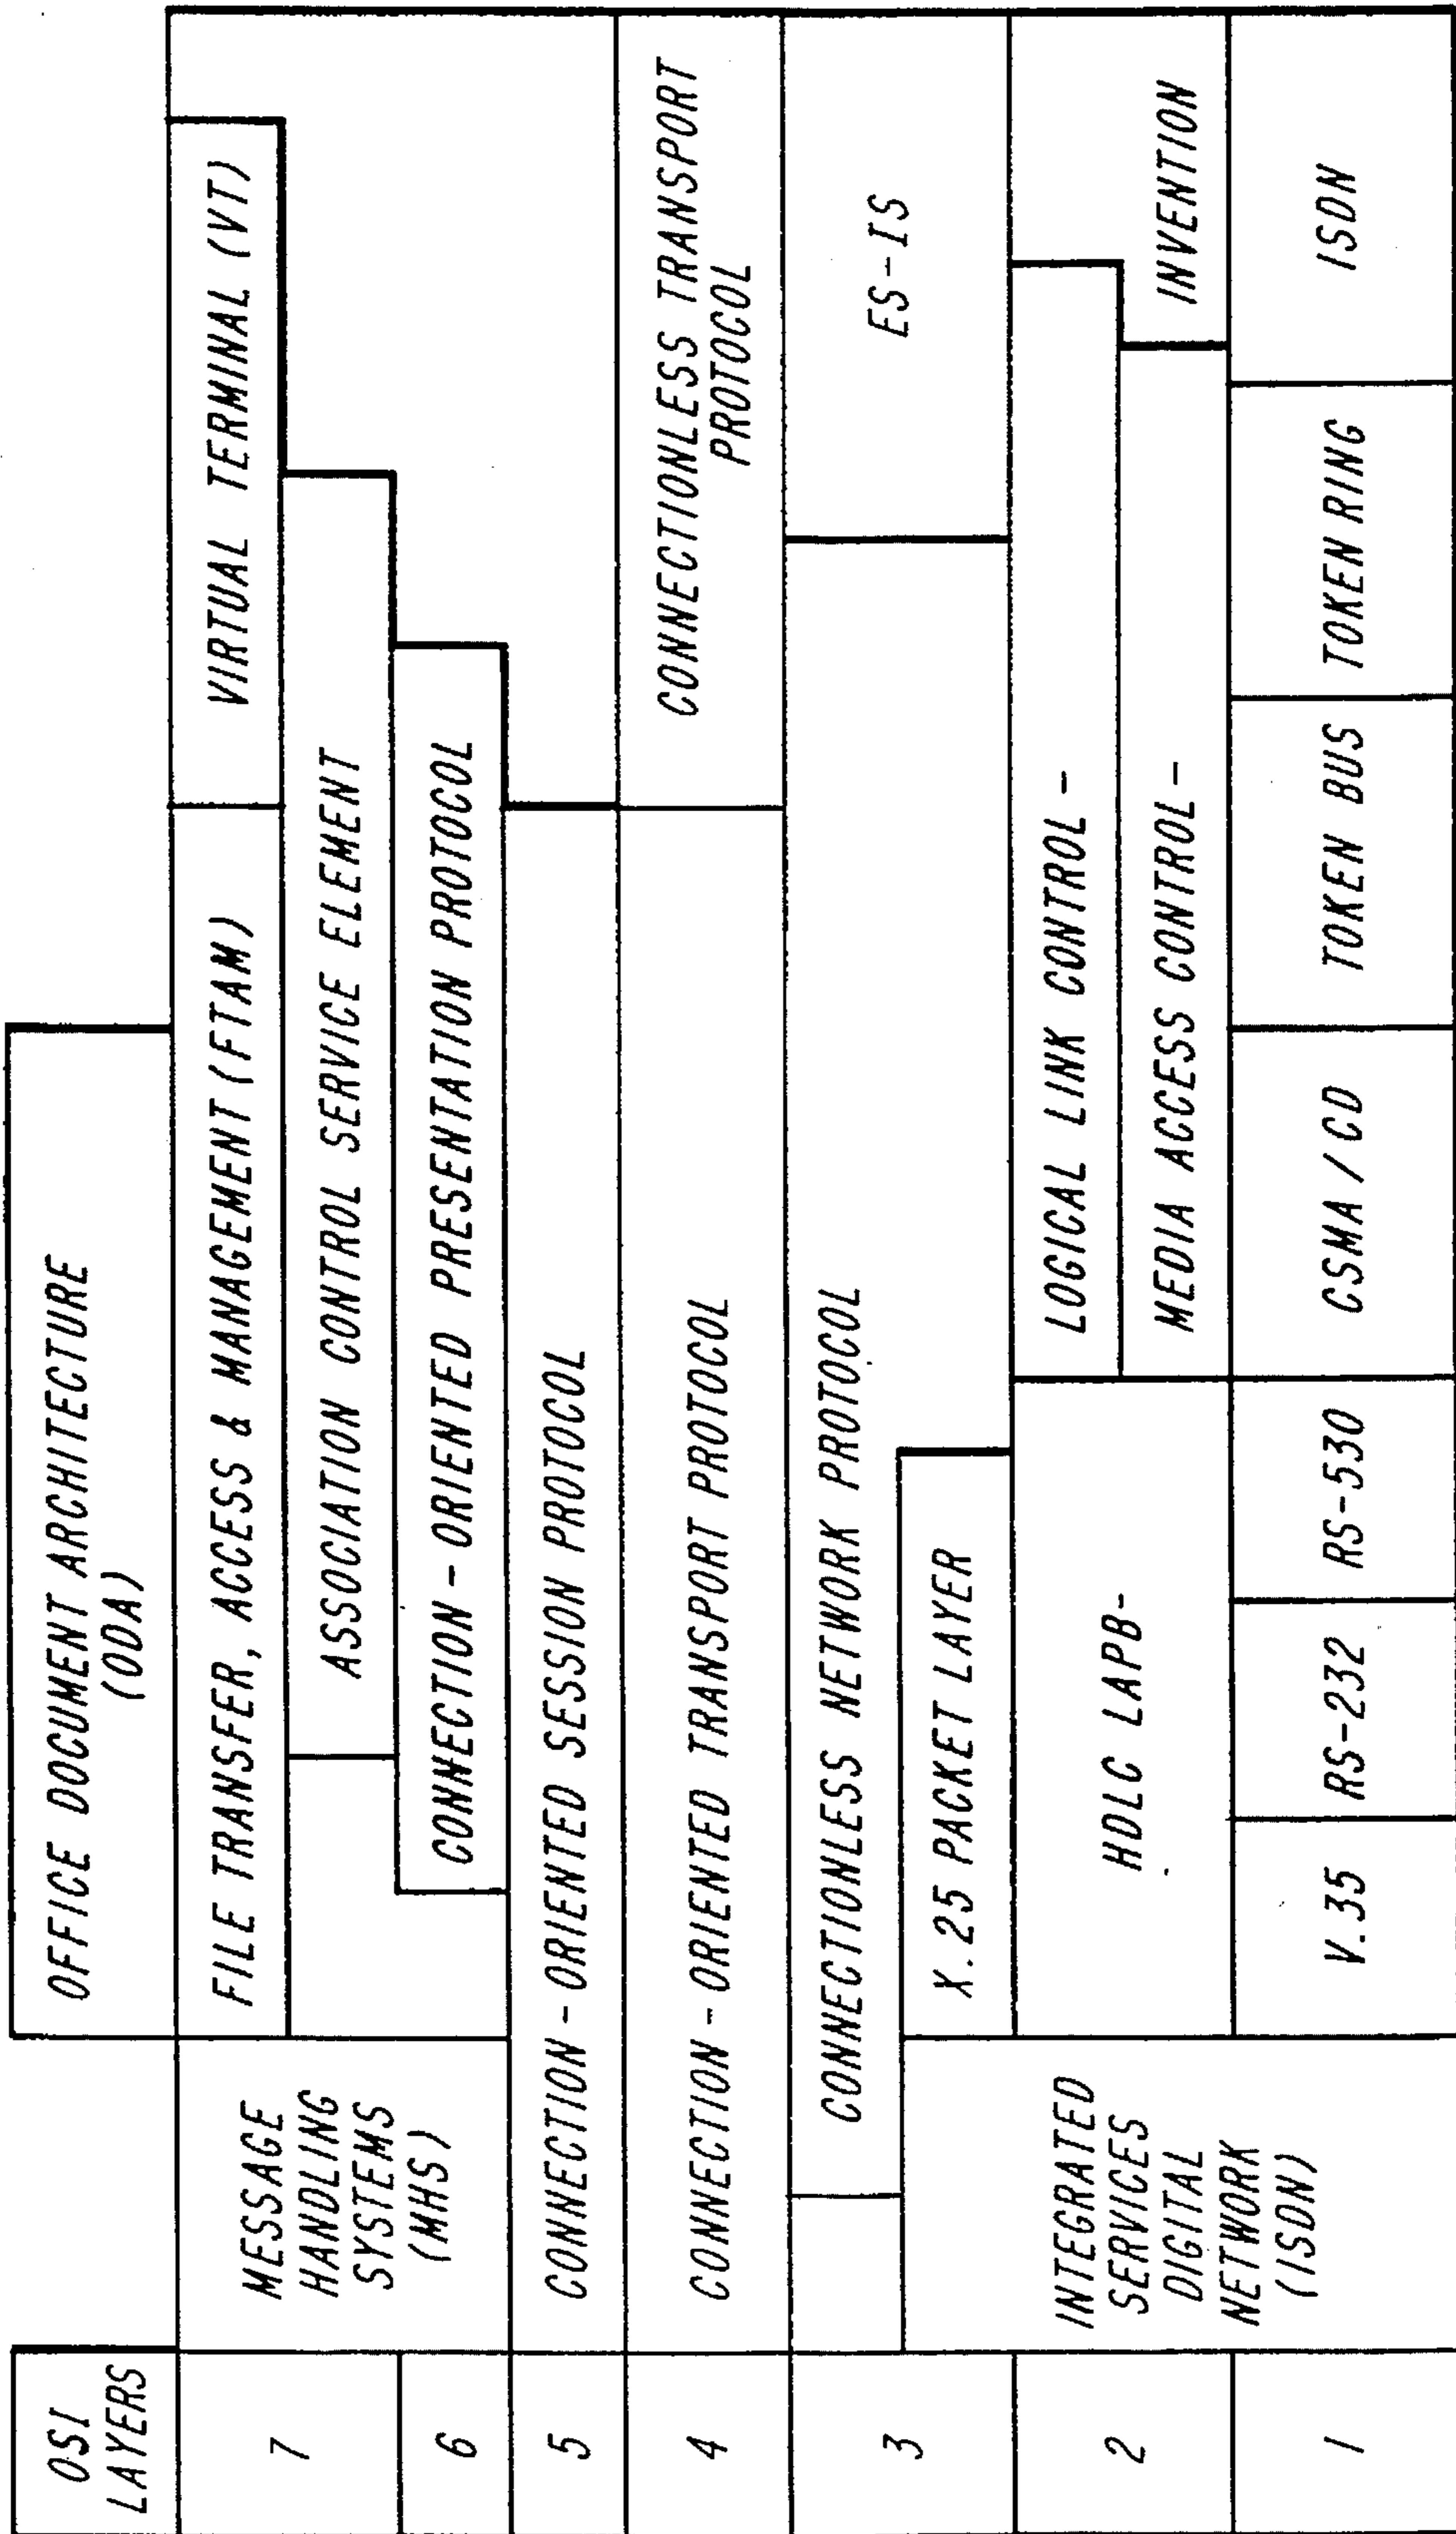 OSI
LAYERS
OFFICE DOCUMENT ARCHITECTURE
(ODA)
7
MESSAGE
HANDLING
SYSTEMS
(MHS)
FILE TRANSFER, ACCESS & MANAGEMENT (FTAM)
VIRTUAL TERMINAL (VT)
ASSOCIATION CONTROL SERVICE ELEMENT
6
CONNECTION-ORIENTED PRESENTATION PROTOCOL
5
CONNECTION-ORIENTED SESSION PROTOCOL
4
CONNECTION-ORIENTED TRANSPORT PROTOCOL
CONNECTIONLESS TRANSPORT
PROTOCOL
3
CONNECTIONLESS NETWORK PROTOCOL
ES-IS
X.25 PACKET LAYER
INTEGRATED
SERVICES
DIGITAL
NETWORK
(ISDN)
2
HDLC LAPB-
LOGICAL LINK CONTROL-
MEDIA ACCESS CONTROL-
INVENTION
1
V.35
RS-232
RS-530
CSMA/CD
TOKEN BUS
TOKEN RING
ISDN